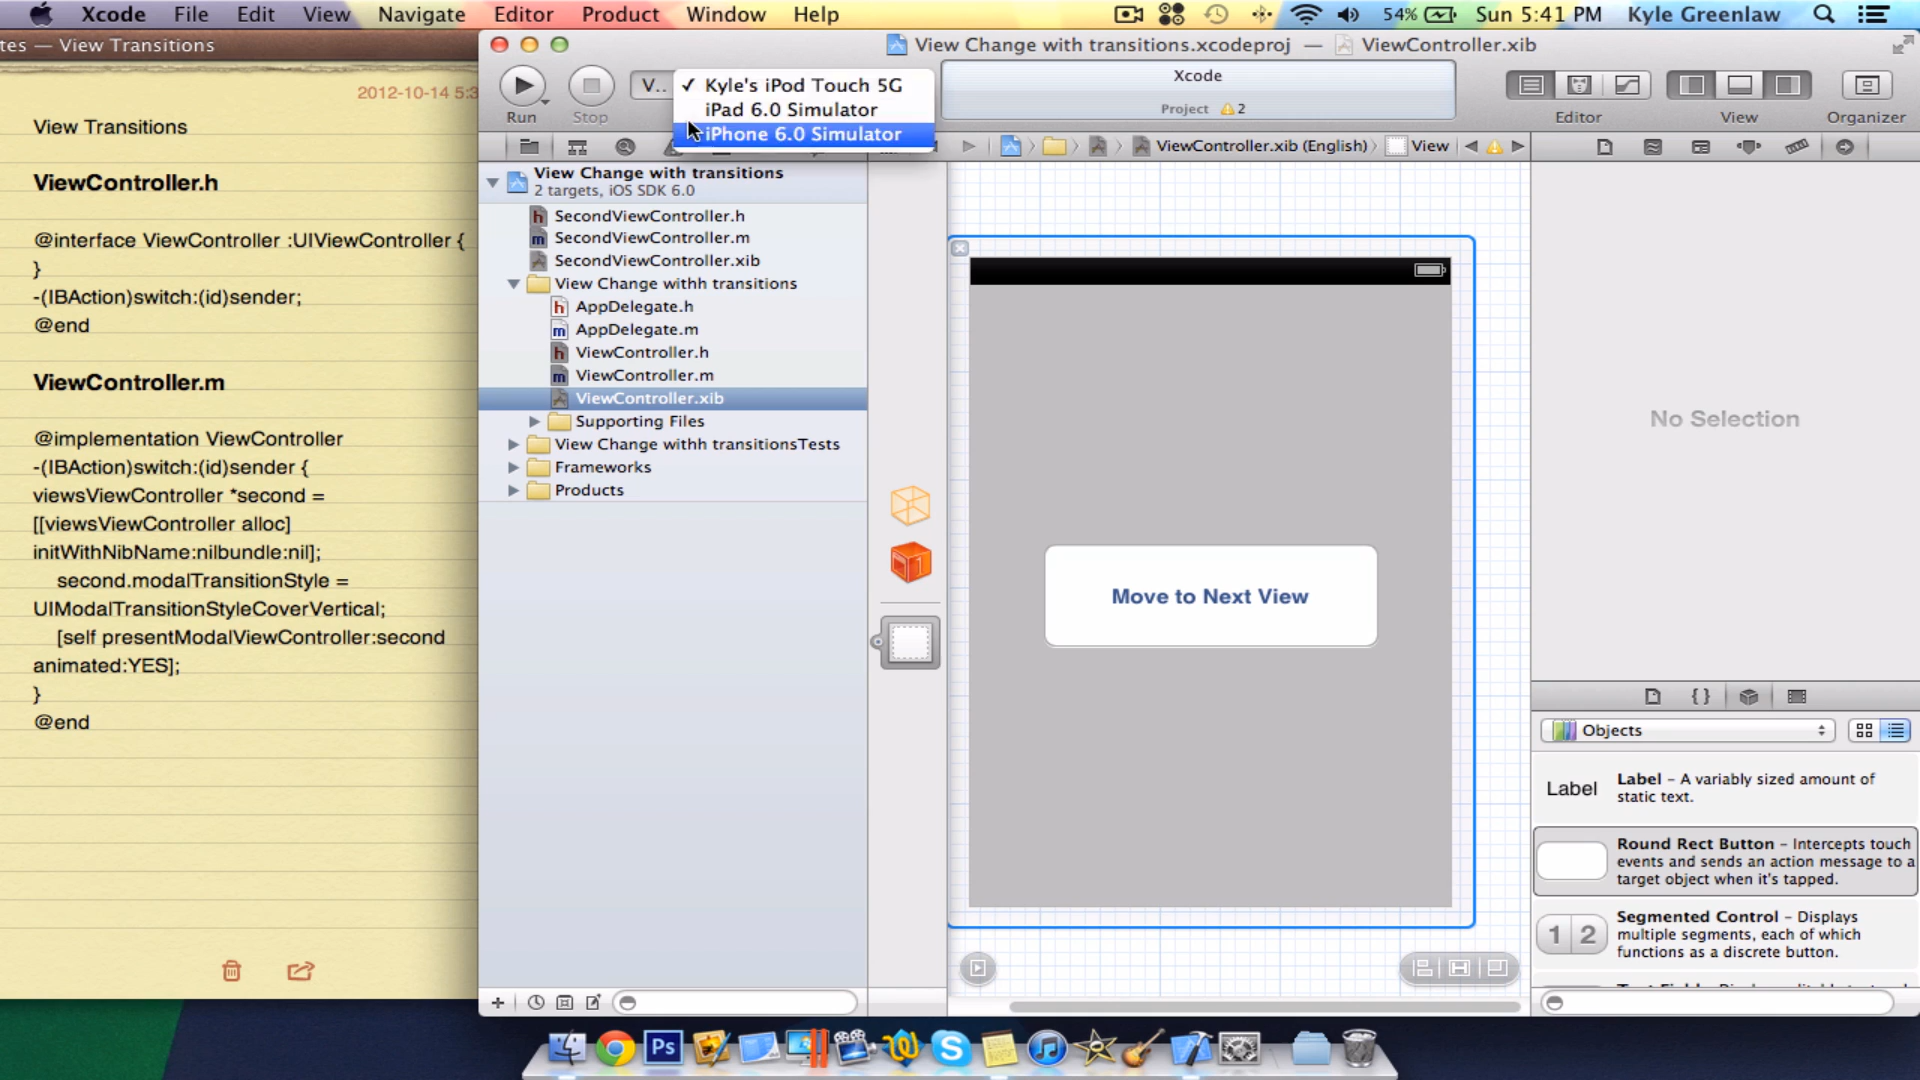 Xcode File Edit View Navigate Editor Product Window Help 54% Sun 5:41 PM Kyle Greenlaw
tes — View Transitions
2012-10-14 5:3
View Transitions
ViewController.h
@interface ViewController :UIViewController {
}
-(IBAction)switch:(id)sender;
@end
ViewController.m
@implementation ViewController
-(IBAction)switch:(id)sender {
viewsViewController *second =
[[viewsViewController alloc]
initWithNibName:nilbundle:nil];
second.modalTransitionStyle =
UIModalTransitionStyleCoverVertical;
[self presentModalViewController:second
animated:YES];
}
@end
View Change with transitions.xcodeproj — ViewController.xib
Run
Stop
V..
✓ Kyle's iPod Touch 5G
iPad 6.0 Simulator
iPhone 6.0 Simulator
Xcode
Project 2
Editor
View
Organizer
ViewController.xib (English)
View
View Change with transitions
2 targets, iOS SDK 6.0
h SecondViewController.h
m SecondViewController.m
SecondViewController.xib
View Change withh transitions
h AppDelegate.h
m AppDelegate.m
h ViewController.h
m ViewController.m
ViewController.xib
Supporting Files
View Change withh transitionsTests
Frameworks
Products
Move to Next View
No Selection
{ }
Objects
Label
Label – A variably sized amount of
static text.
Round Rect Button – Intercepts touch
events and sends an action message to a
target object when it's tapped.
1 2
Segmented Control – Displays
multiple segments, each of which
functions as a discrete button.
Ps